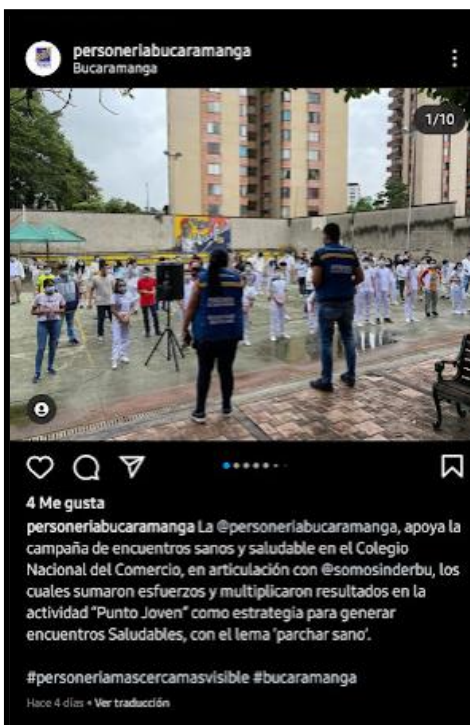 personeriabucaramanga
Bucaramanga
1/10
4 Me gusta
personeriabucaramanga La @personeriabucaramanga, apoya la
campaña de encuentros sanos y saludable en el Colegio
Nacional del Comercio, en articulación con @somosinderbu, los
cuales sumaron esfuerzos y multiplicaron resultados en la
actividad "Punto Joven" como estrategia para generar
encuentros Saludables, con el lema 'parchar sano'.
#personeriamascercamasvisible #bucaramanga
Hace 4 días • Ver traducción